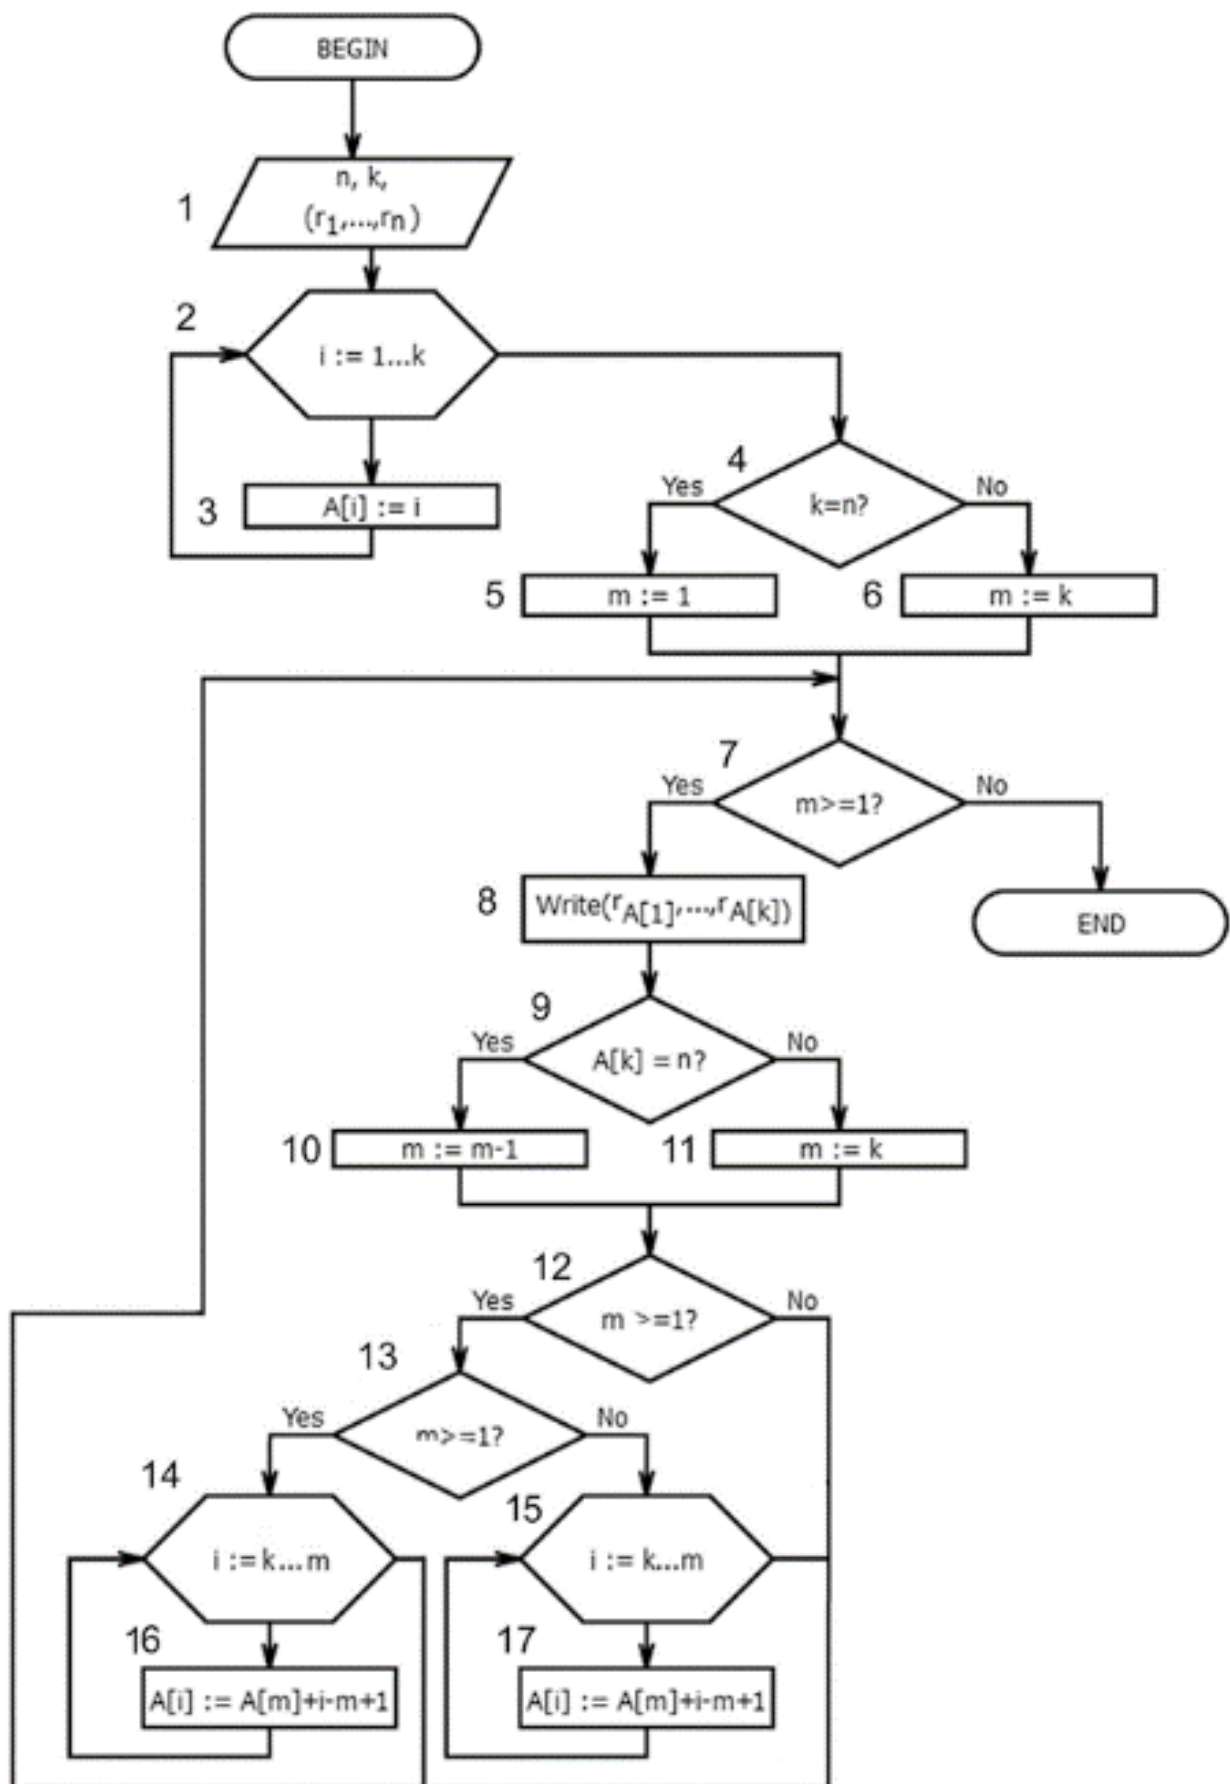 BEGIN
1
n, k,
(r1,...,rn)
2
i := 1...k
3
A[i] := i
4
Yes
k=n?
No
5
m := 1
6
m := k
7
Yes
m>=1?
No
8
Write(rA[1],...,rA[k])
END
9
Yes
A[k] = n?
No
10
m := m-1
11
m := k
12
Yes
m >=1?
No
13
Yes
m>=1?
No
14
i := k...m
15
i := k...m
16
A[i] := A[m]+i-m+1
17
A[i] := A[m]+i-m+1